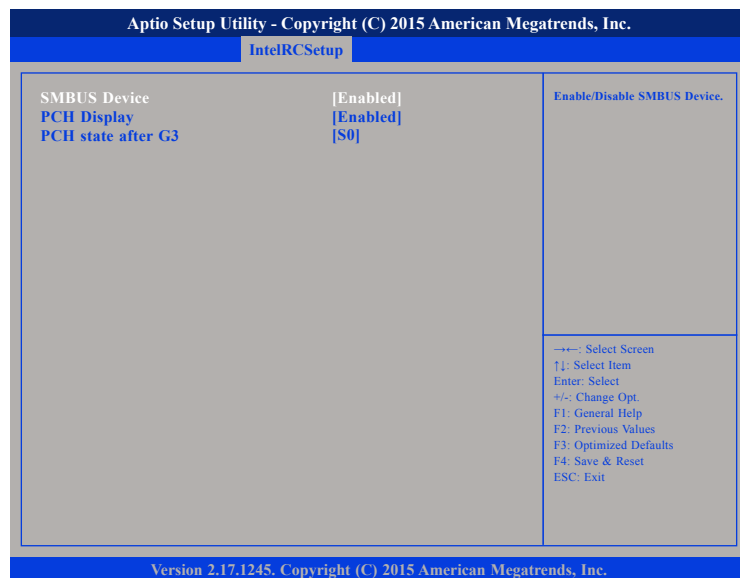 Aptio Setup Utility - Copyright (C) 2015 American Megatrends, Inc.
IntelRCSetup
SMBUS Device [Enabled]
PCH Display [Enabled]
PCH state after G3 [S0]
Enable/Disable SMBUS Device.
→←: Select Screen
↑↓: Select Item
Enter: Select
+/-: Change Opt.
F1: General Help
F2: Previous Values
F3: Optimized Defaults
F4: Save & Reset
ESC: Exit
Version 2.17.1245. Copyright (C) 2015 American Megatrends, Inc.